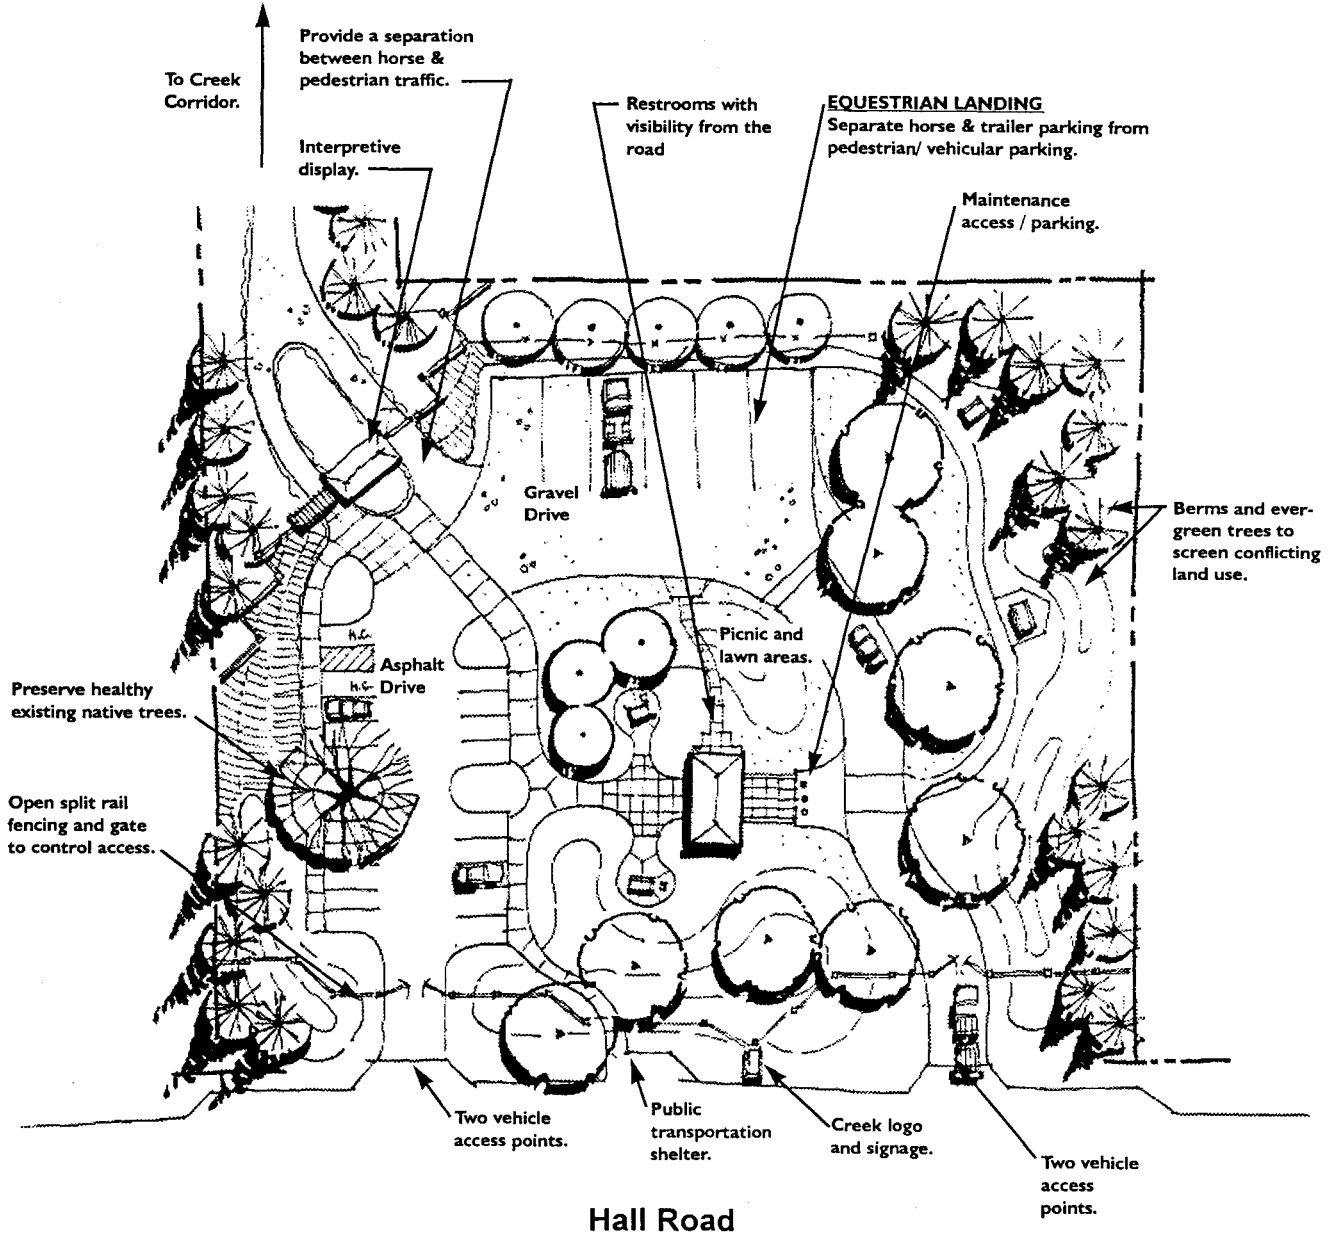 Provide a separation
between horse &
pedestrian traffic.
To Creek
Corridor.
Restrooms with
visibility from the
road
EQUESTRIAN LANDING
Separate horse & trailer parking from
pedestrian/ vehicular parking.
Interpretive
display.
Maintenance
access / parking.
Gravel
Drive
Berms and ever-
green trees to
screen conflicting
land use.
Picnic and
lawn areas.
H.C.
Asphalt
Drive
H.C.
Preserve healthy
existing native trees.
Open split rail
fencing and gate
to control access.
Two vehicle
access points.
Public
transportation
shelter.
Creek logo
and signage.
Two vehicle
access
points.
Hall Road